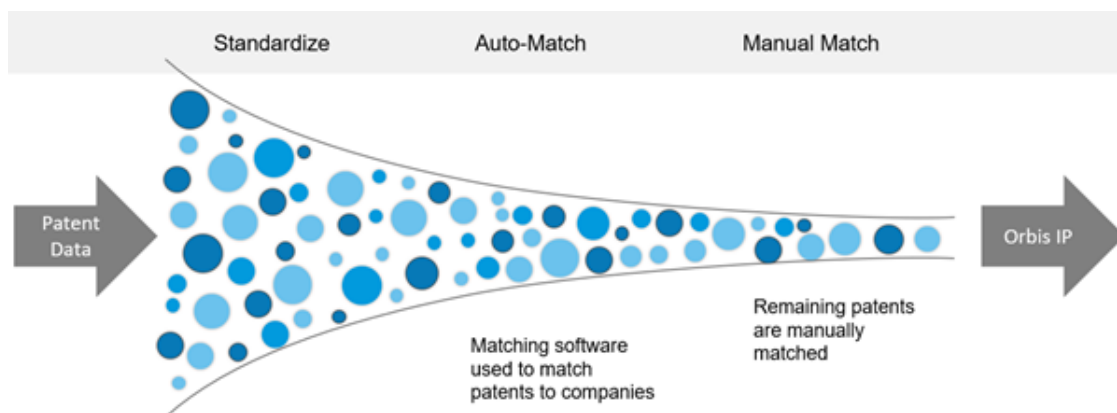 Standardize
Auto-Match
Manual Match
Patent
Data
Orbis IP
Matching software
used to match
patents to companies
Remaining patents
are manually
matched